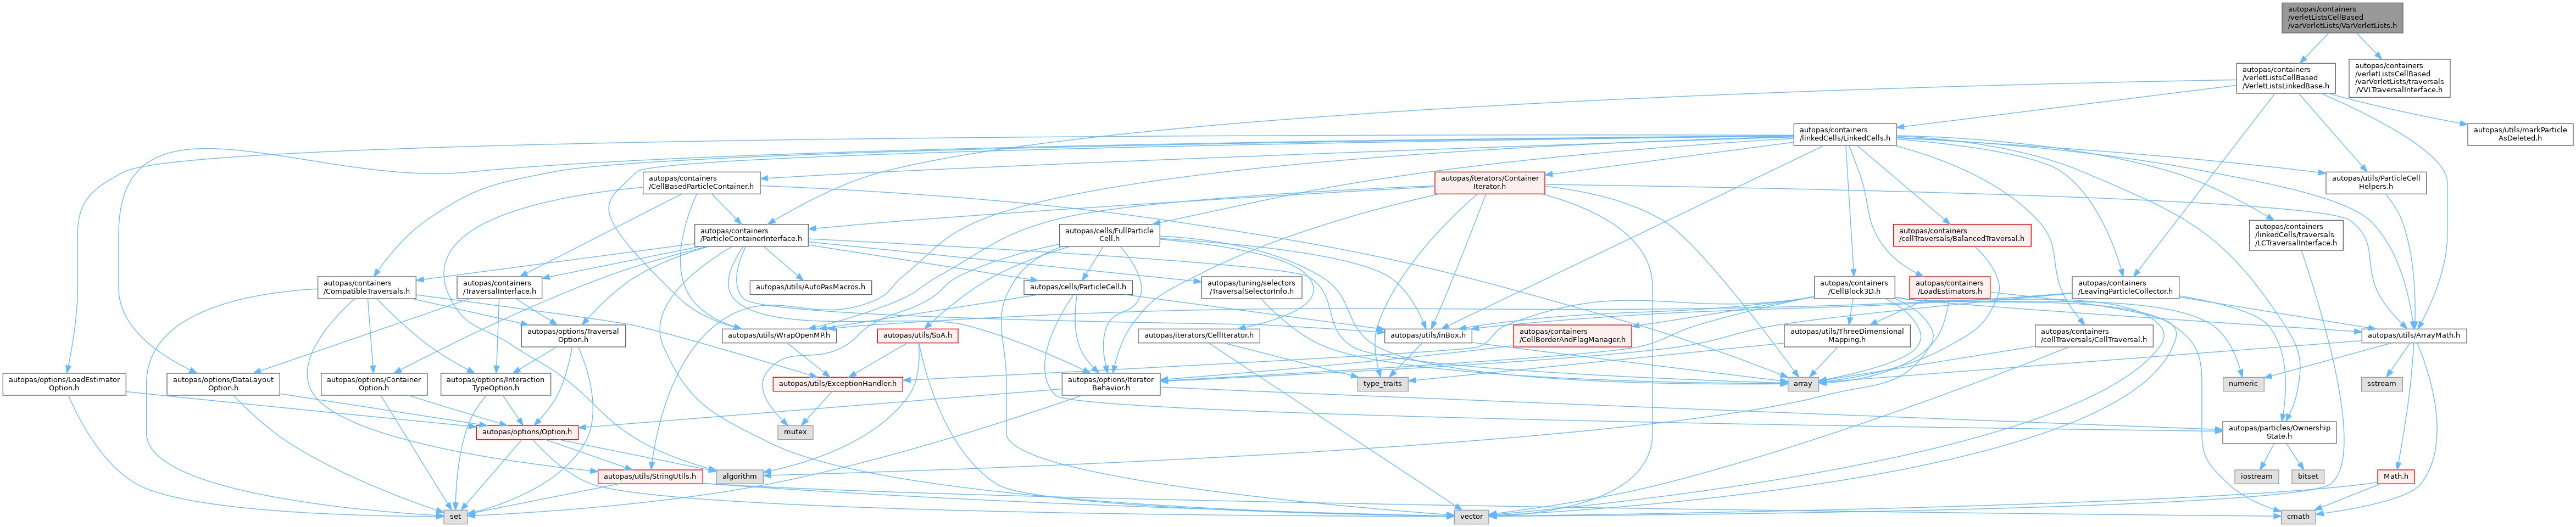 autopas/containers
/verletListsCellBased
/varVerletLists/VarVerletLists.h
autopas/containers
/verletListsCellBased
/VerletListsLinkedBase.h
autopas/containers
/verletListsCellBased
/varVerletLists/traversals
/VVLTraversalInterface.h
autopas/containers
/linkedCells/LinkedCells.h
autopas/utils/markParticle
AsDeleted.h
autopas/containers
/CellBasedParticleContainer.h
autopas/iterators/Container
Iterator.h
autopas/utils/ParticleCell
Helpers.h
autopas/containers
/ParticleContainerInterface.h
autopas/cells/FullParticle
Cell.h
autopas/containers
/cellTraversals/BalancedTraversal.h
autopas/containers
/linkedCells/traversals
/LCTraversalInterface.h
autopas/containers
/CompatibleTraversals.h
autopas/containers
/TraversalInterface.h
autopas/utils/AutoPasMacros.h
autopas/cells/ParticleCell.h
autopas/tuning/selectors
/TraversalSelectorInfo.h
autopas/containers
/CellBlock3D.h
autopas/containers
/LoadEstimators.h
autopas/containers
/LeavingParticleCollector.h
autopas/options/Traversal
Option.h
autopas/utils/WrapOpenMP.h
autopas/utils/SoA.h
autopas/iterators/CellIterator.h
autopas/utils/inBox.h
autopas/containers
/CellBorderAndFlagManager.h
autopas/utils/ThreeDimensional
Mapping.h
autopas/containers
/cellTraversals/CellTraversal.h
autopas/utils/ArrayMath.h
autopas/options/LoadEstimator
Option.h
autopas/options/DataLayout
Option.h
autopas/options/Container
Option.h
autopas/options/Interaction
TypeOption.h
autopas/utils/ExceptionHandler.h
autopas/options/Iterator
Behavior.h
type_traits
array
numeric
sstream
autopas/options/Option.h
mutex
autopas/particles/Ownership
State.h
autopas/utils/StringUtils.h
algorithm
iostream
bitset
Math.h
set
vector
cmath